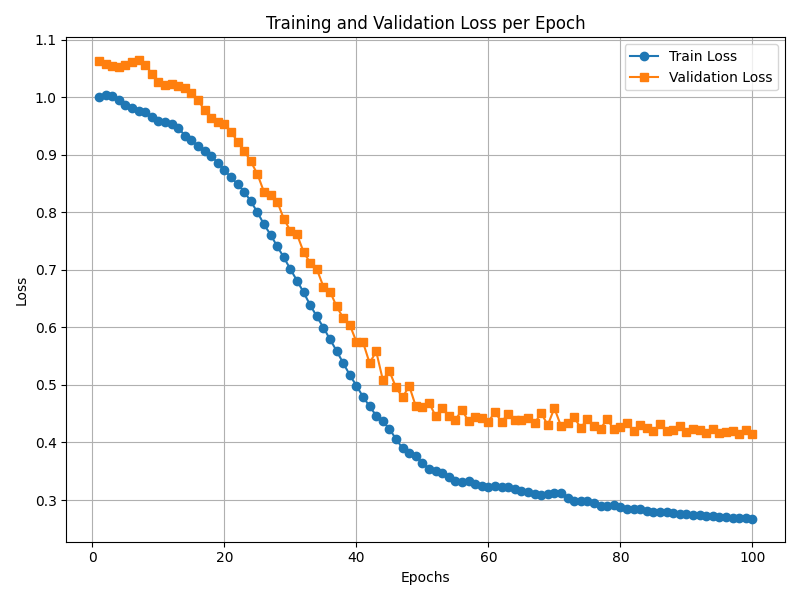 Training and Validation Loss per Epoch
Train Loss
Validation Loss
1.1
1.0
0.9
0.8
0.7
0.6
0.5
0.4
0.3
Loss
0 20 40 60 80 100
Epochs